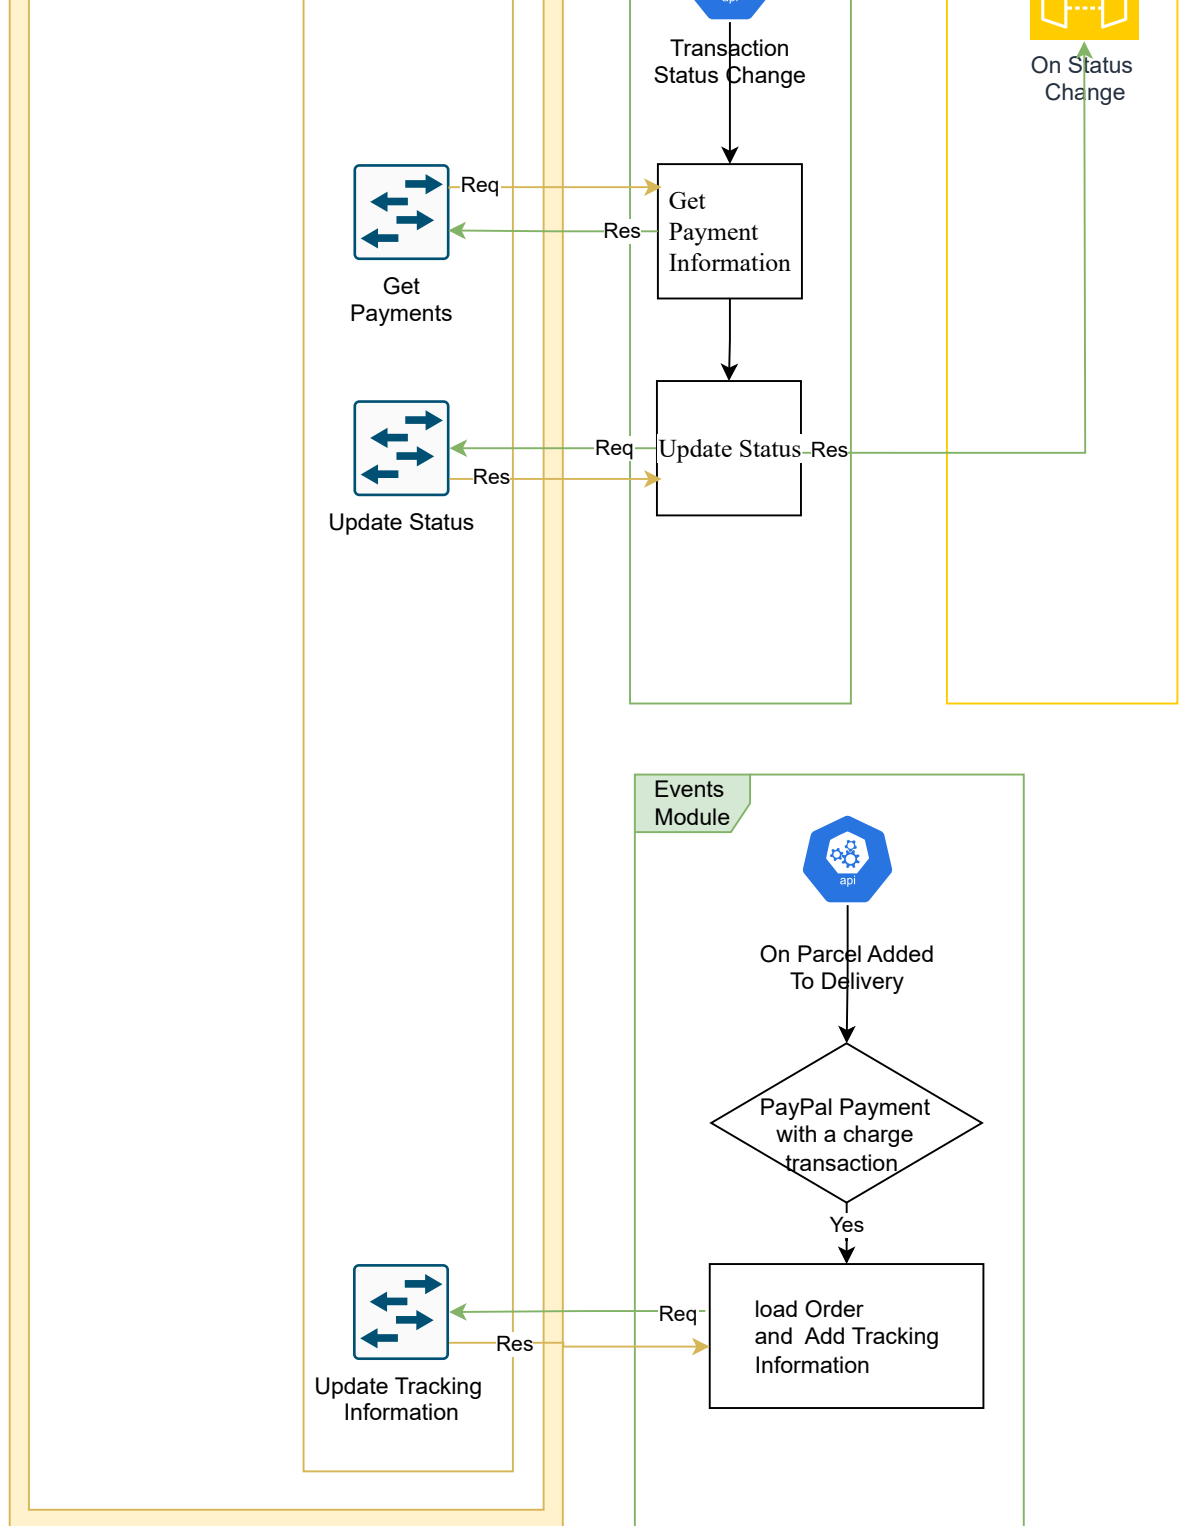 api
Transaction
Status Change
On Status
Change
Req
Get
Payment
Information
Res
Get
Payments
Req
Update Status
Res
Res
Update Status
Events
Module
api
On Parcel Added
To Delivery
PayPal Payment
with a charge
transaction
Yes
Req
load Order
and Add Tracking
Information
Res
Update Tracking
Information